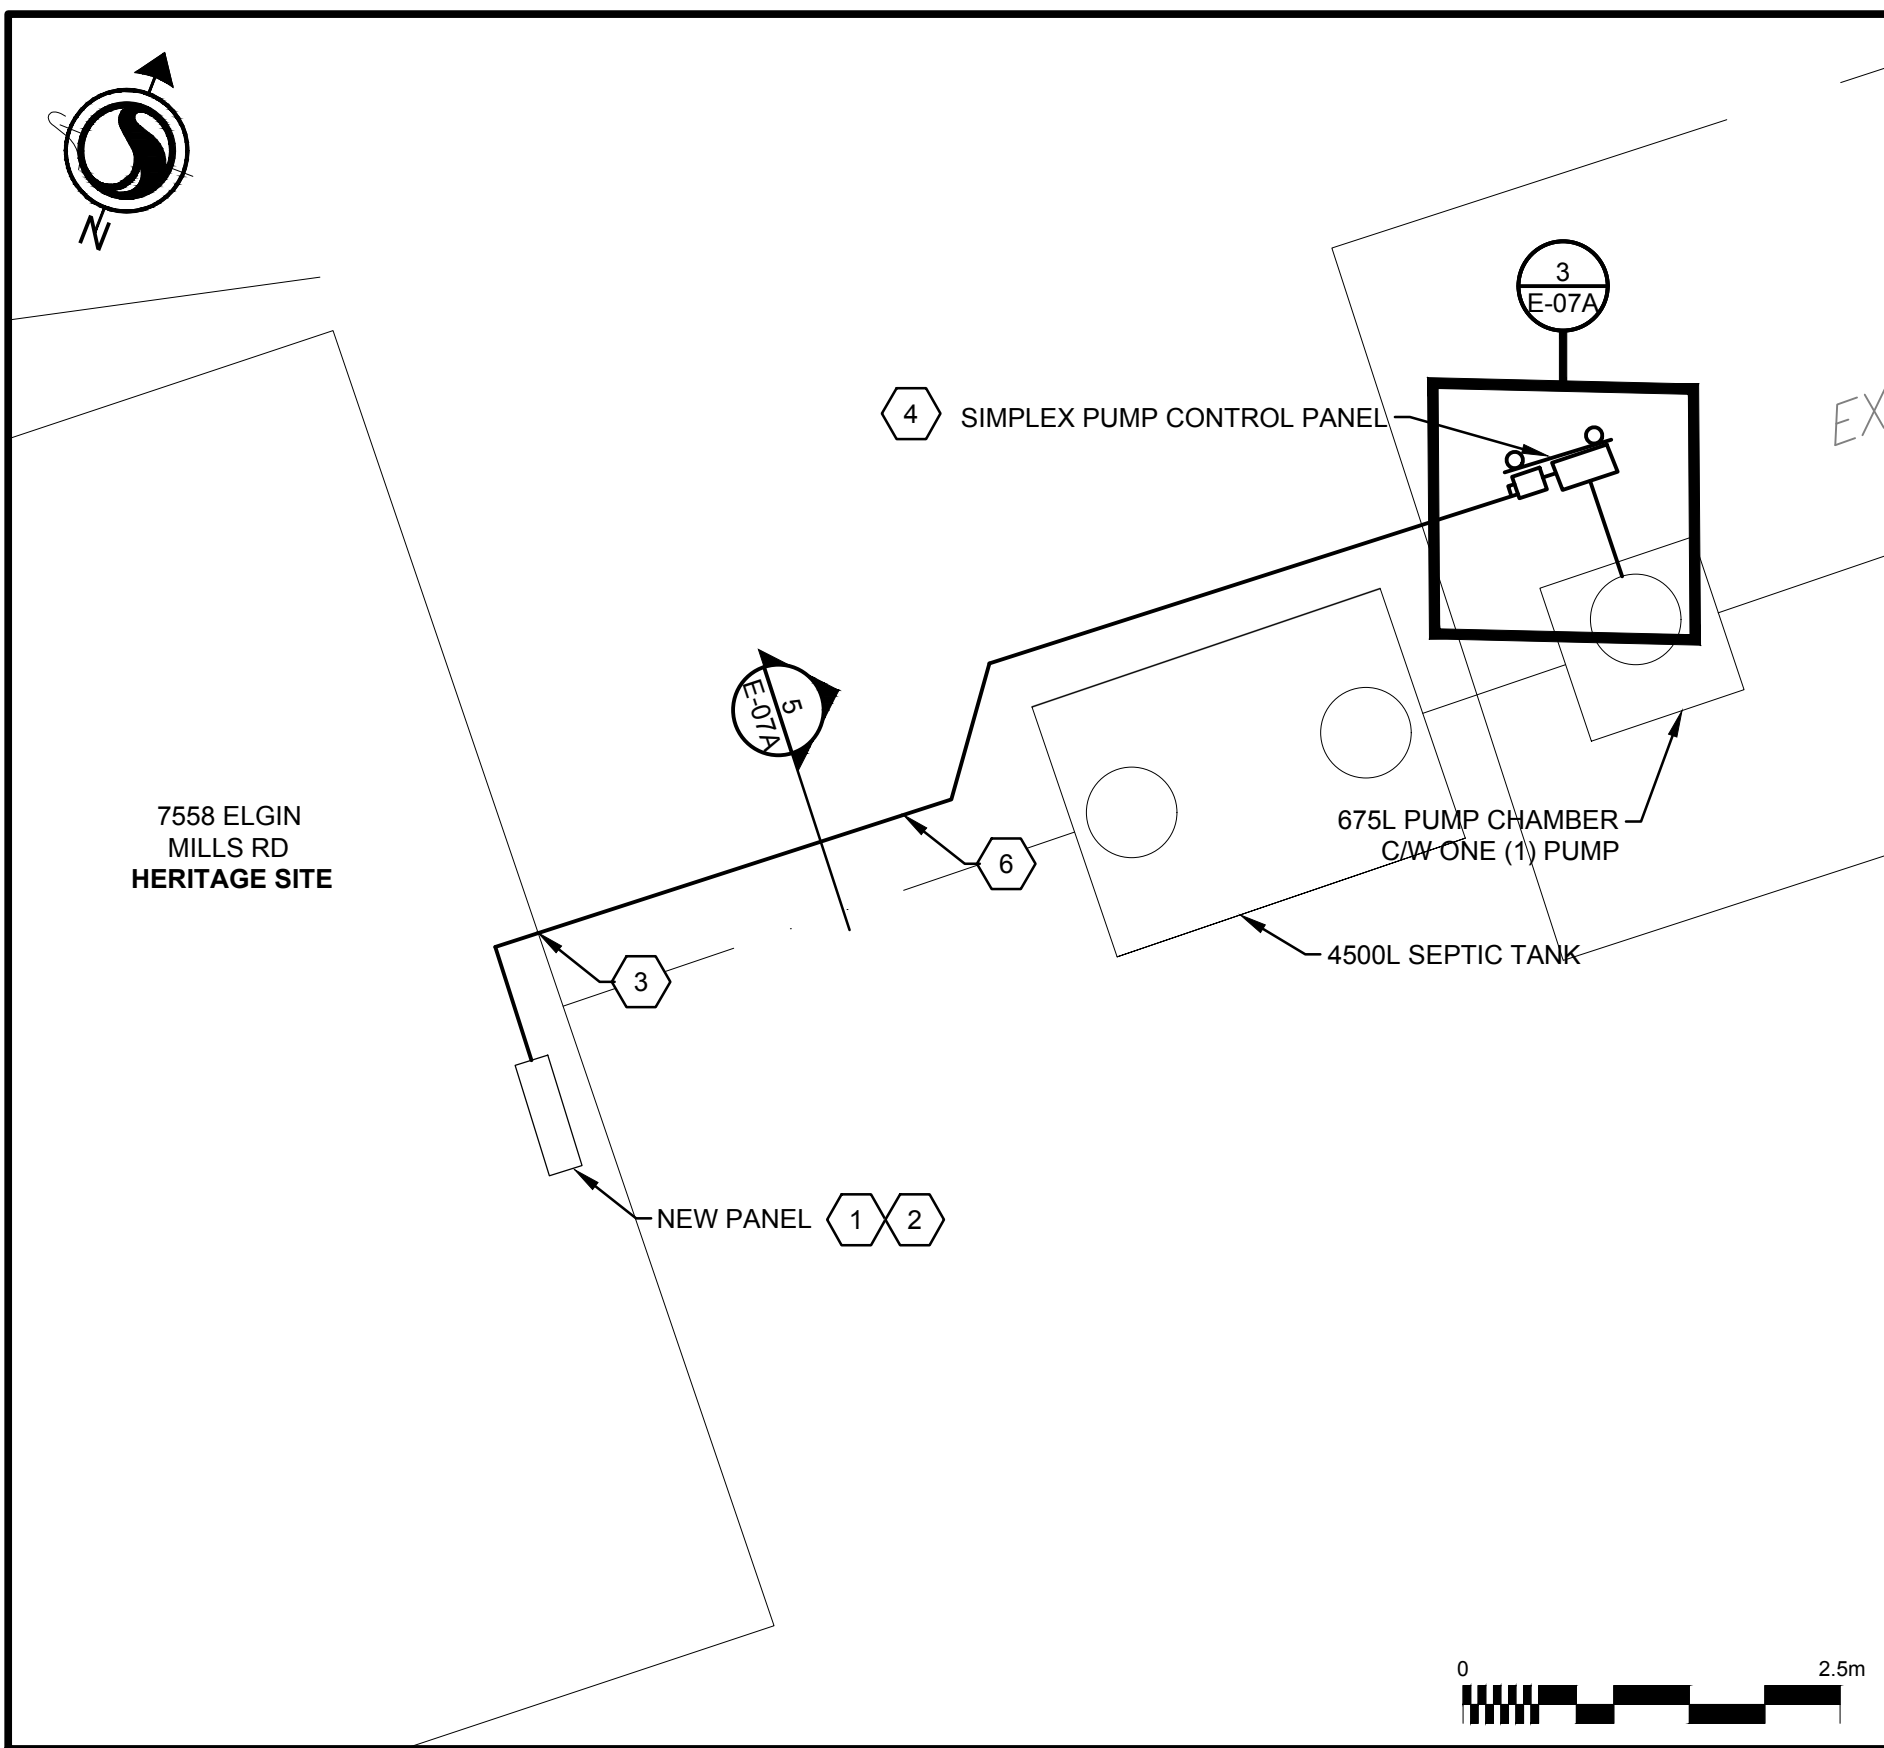 N
3
E-07A
4
SIMPLEX PUMP CONTROL PANEL
EX
5
E-07A
7558 ELGIN
MILLS RD
HERITAGE SITE
675L PUMP CHAMBER
C/W ONE (1) PUMP
6
4500L SEPTIC TANK
3
NEW PANEL
1
2
0
2.5m